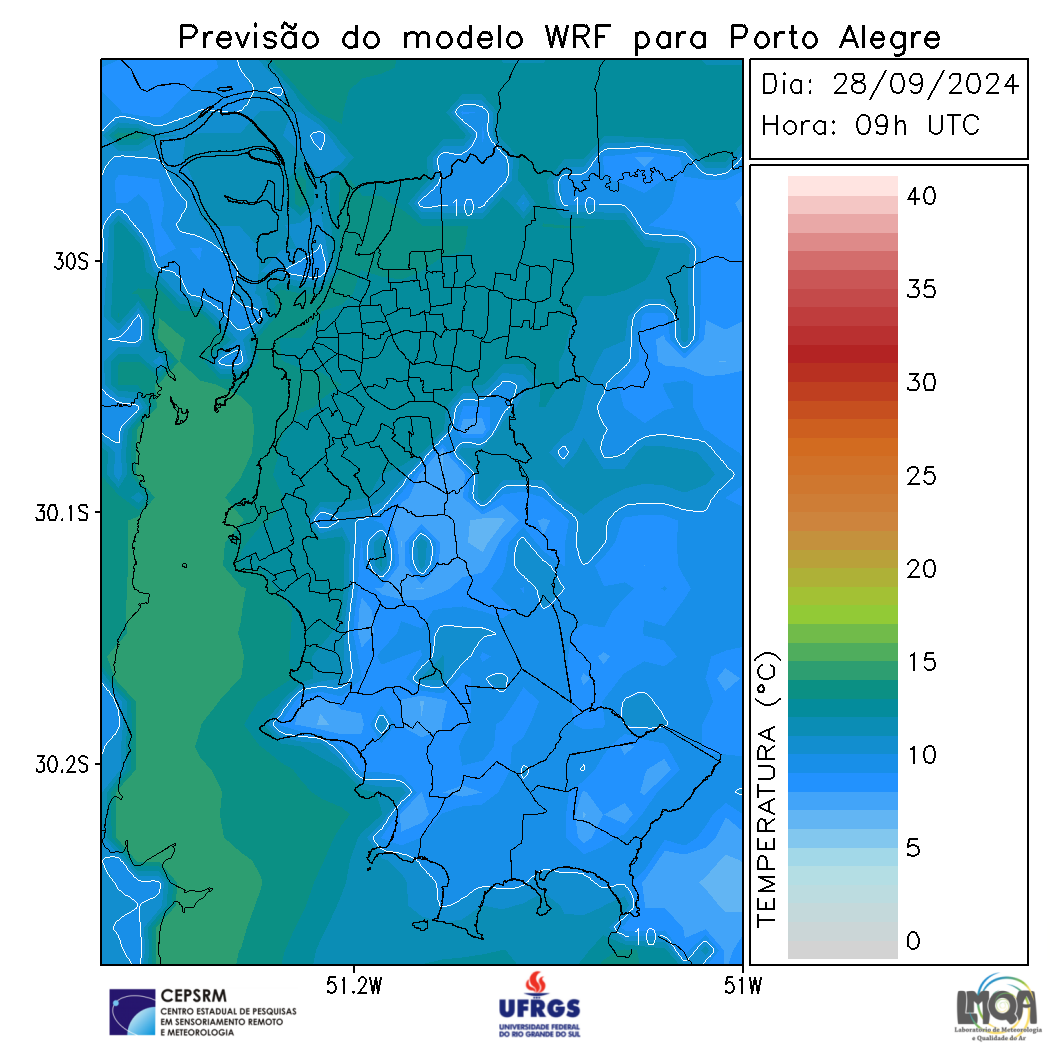 Previsão do modelo WRF para Porto Alegre
Dia: 28/09/2024
Hora: 09h UTC
10
10
10
30S
30.1S
30.2S
51.2W
51W
40
35
30
25
20
15
10
5
0
TEMPERATURA (°C)
CEPSRM
CENTRO ESTADUAL DE PESQUISAS
EM SENSORIAMENTO REMOTO
E METEOROLOGIA
UFRGS
UNIVERSIDADE FEDERAL
DO RIO GRANDE DO SUL
LMQA
Laboratório de Meteorologia
e Qualidade do Ar